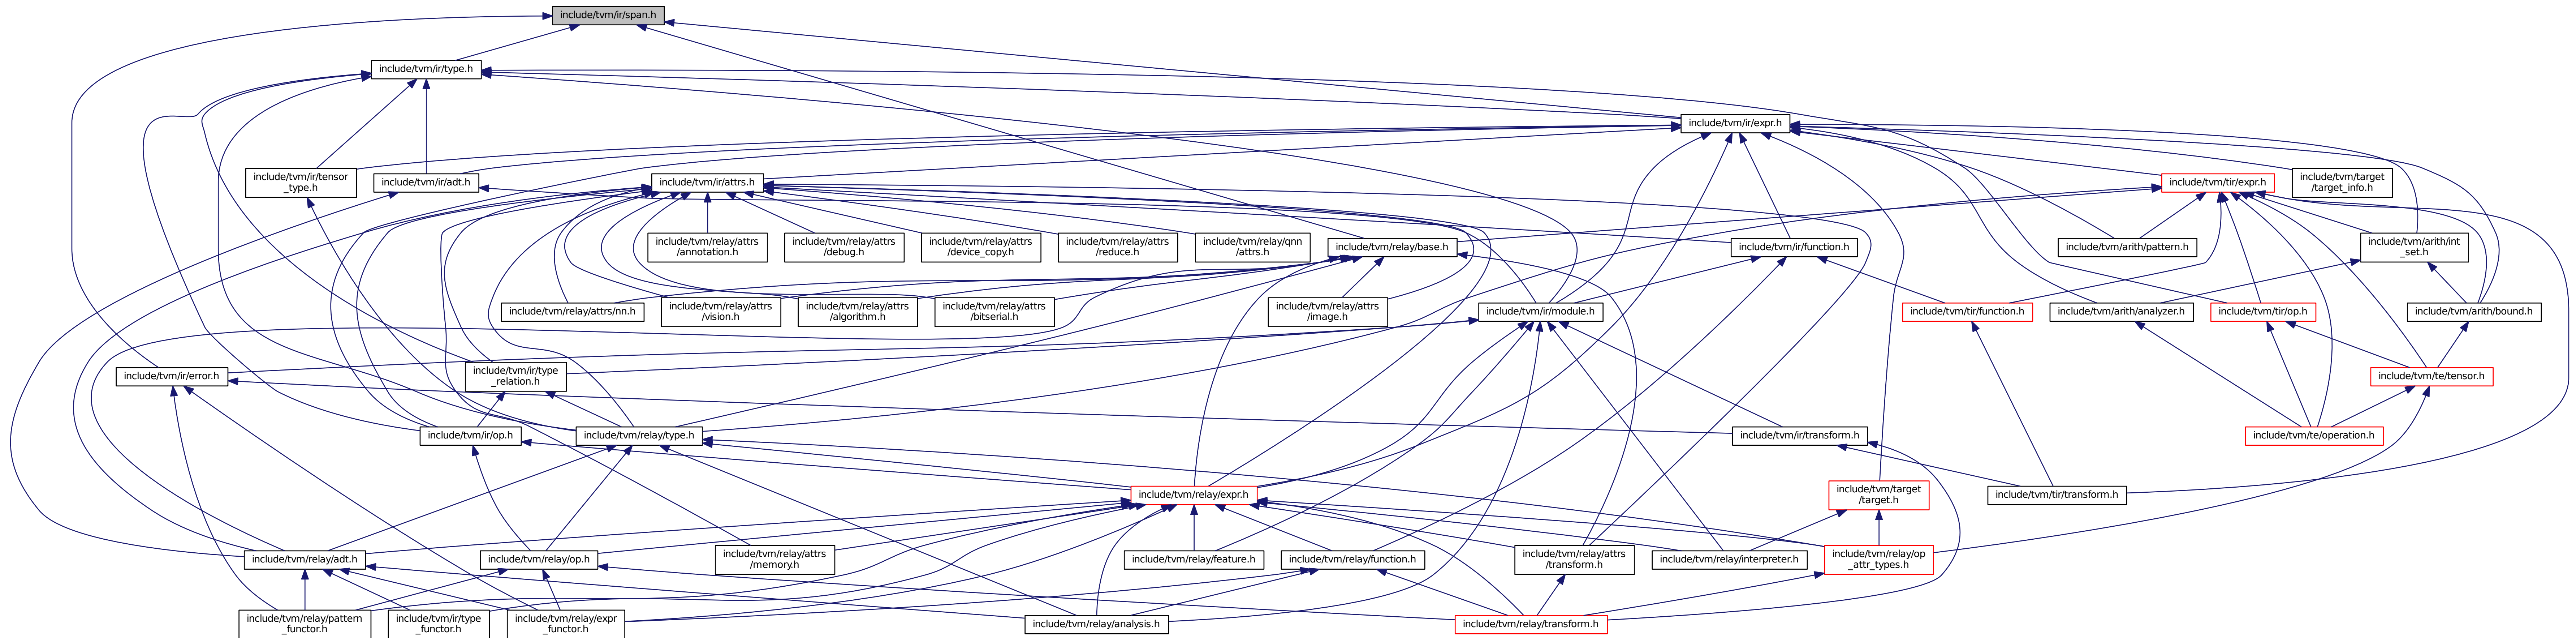 include/tvm/ir/span.h
include/tvm/ir/type.h
include/tvm/ir/expr.h
include/tvm/ir/tensor
_type.h
include/tvm/ir/adt.h
include/tvm/ir/attrs.h
include/tvm/tir/expr.h
include/tvm/target
/target_info.h
include/tvm/relay/attrs
/annotation.h
include/tvm/relay/attrs
/debug.h
include/tvm/relay/attrs
/device_copy.h
include/tvm/relay/attrs
/reduce.h
include/tvm/relay/qnn
/attrs.h
include/tvm/relay/base.h
include/tvm/ir/function.h
include/tvm/arith/pattern.h
include/tvm/arith/int
_set.h
include/tvm/relay/attrs/nn.h
include/tvm/relay/attrs
/vision.h
include/tvm/relay/attrs
/algorithm.h
include/tvm/relay/attrs
/bitserial.h
include/tvm/relay/attrs
/image.h
include/tvm/ir/module.h
include/tvm/tir/function.h
include/tvm/arith/analyzer.h
include/tvm/tir/op.h
include/tvm/arith/bound.h
include/tvm/ir/error.h
include/tvm/ir/type
_relation.h
include/tvm/te/tensor.h
include/tvm/ir/op.h
include/tvm/relay/type.h
include/tvm/ir/transform.h
include/tvm/te/operation.h
include/tvm/relay/expr.h
include/tvm/target
/target.h
include/tvm/tir/transform.h
include/tvm/relay/adt.h
include/tvm/relay/op.h
include/tvm/relay/attrs
/memory.h
include/tvm/relay/feature.h
include/tvm/relay/function.h
include/tvm/relay/attrs
/transform.h
include/tvm/relay/interpreter.h
include/tvm/relay/op
_attr_types.h
include/tvm/relay/pattern
_functor.h
include/tvm/ir/type
_functor.h
include/tvm/relay/expr
_functor.h
include/tvm/relay/analysis.h
include/tvm/relay/transform.h